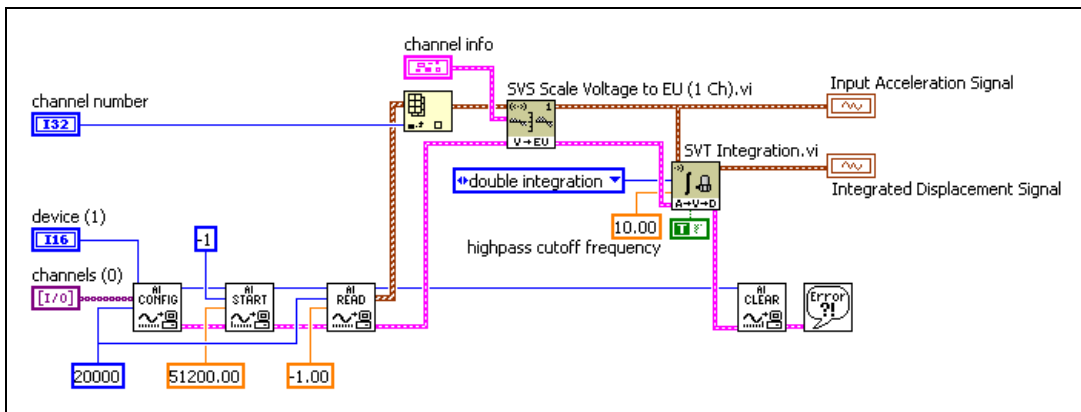 channel info
SVS Scale Voltage to EU (1 Ch).vi
Input Acceleration Signal
channel number
I32
1
V→EU
SVT Integration.vi
double integration
Integrated Displacement Signal
10.00
A→V→D
T F
highpass cutoff frequency
device (1)
I16
-1
channels (0)
[I/O]
AI
CONFIG
AI
START
AI
READ
AI
CLEAR
Error
?!
20000
51200.00
-1.00